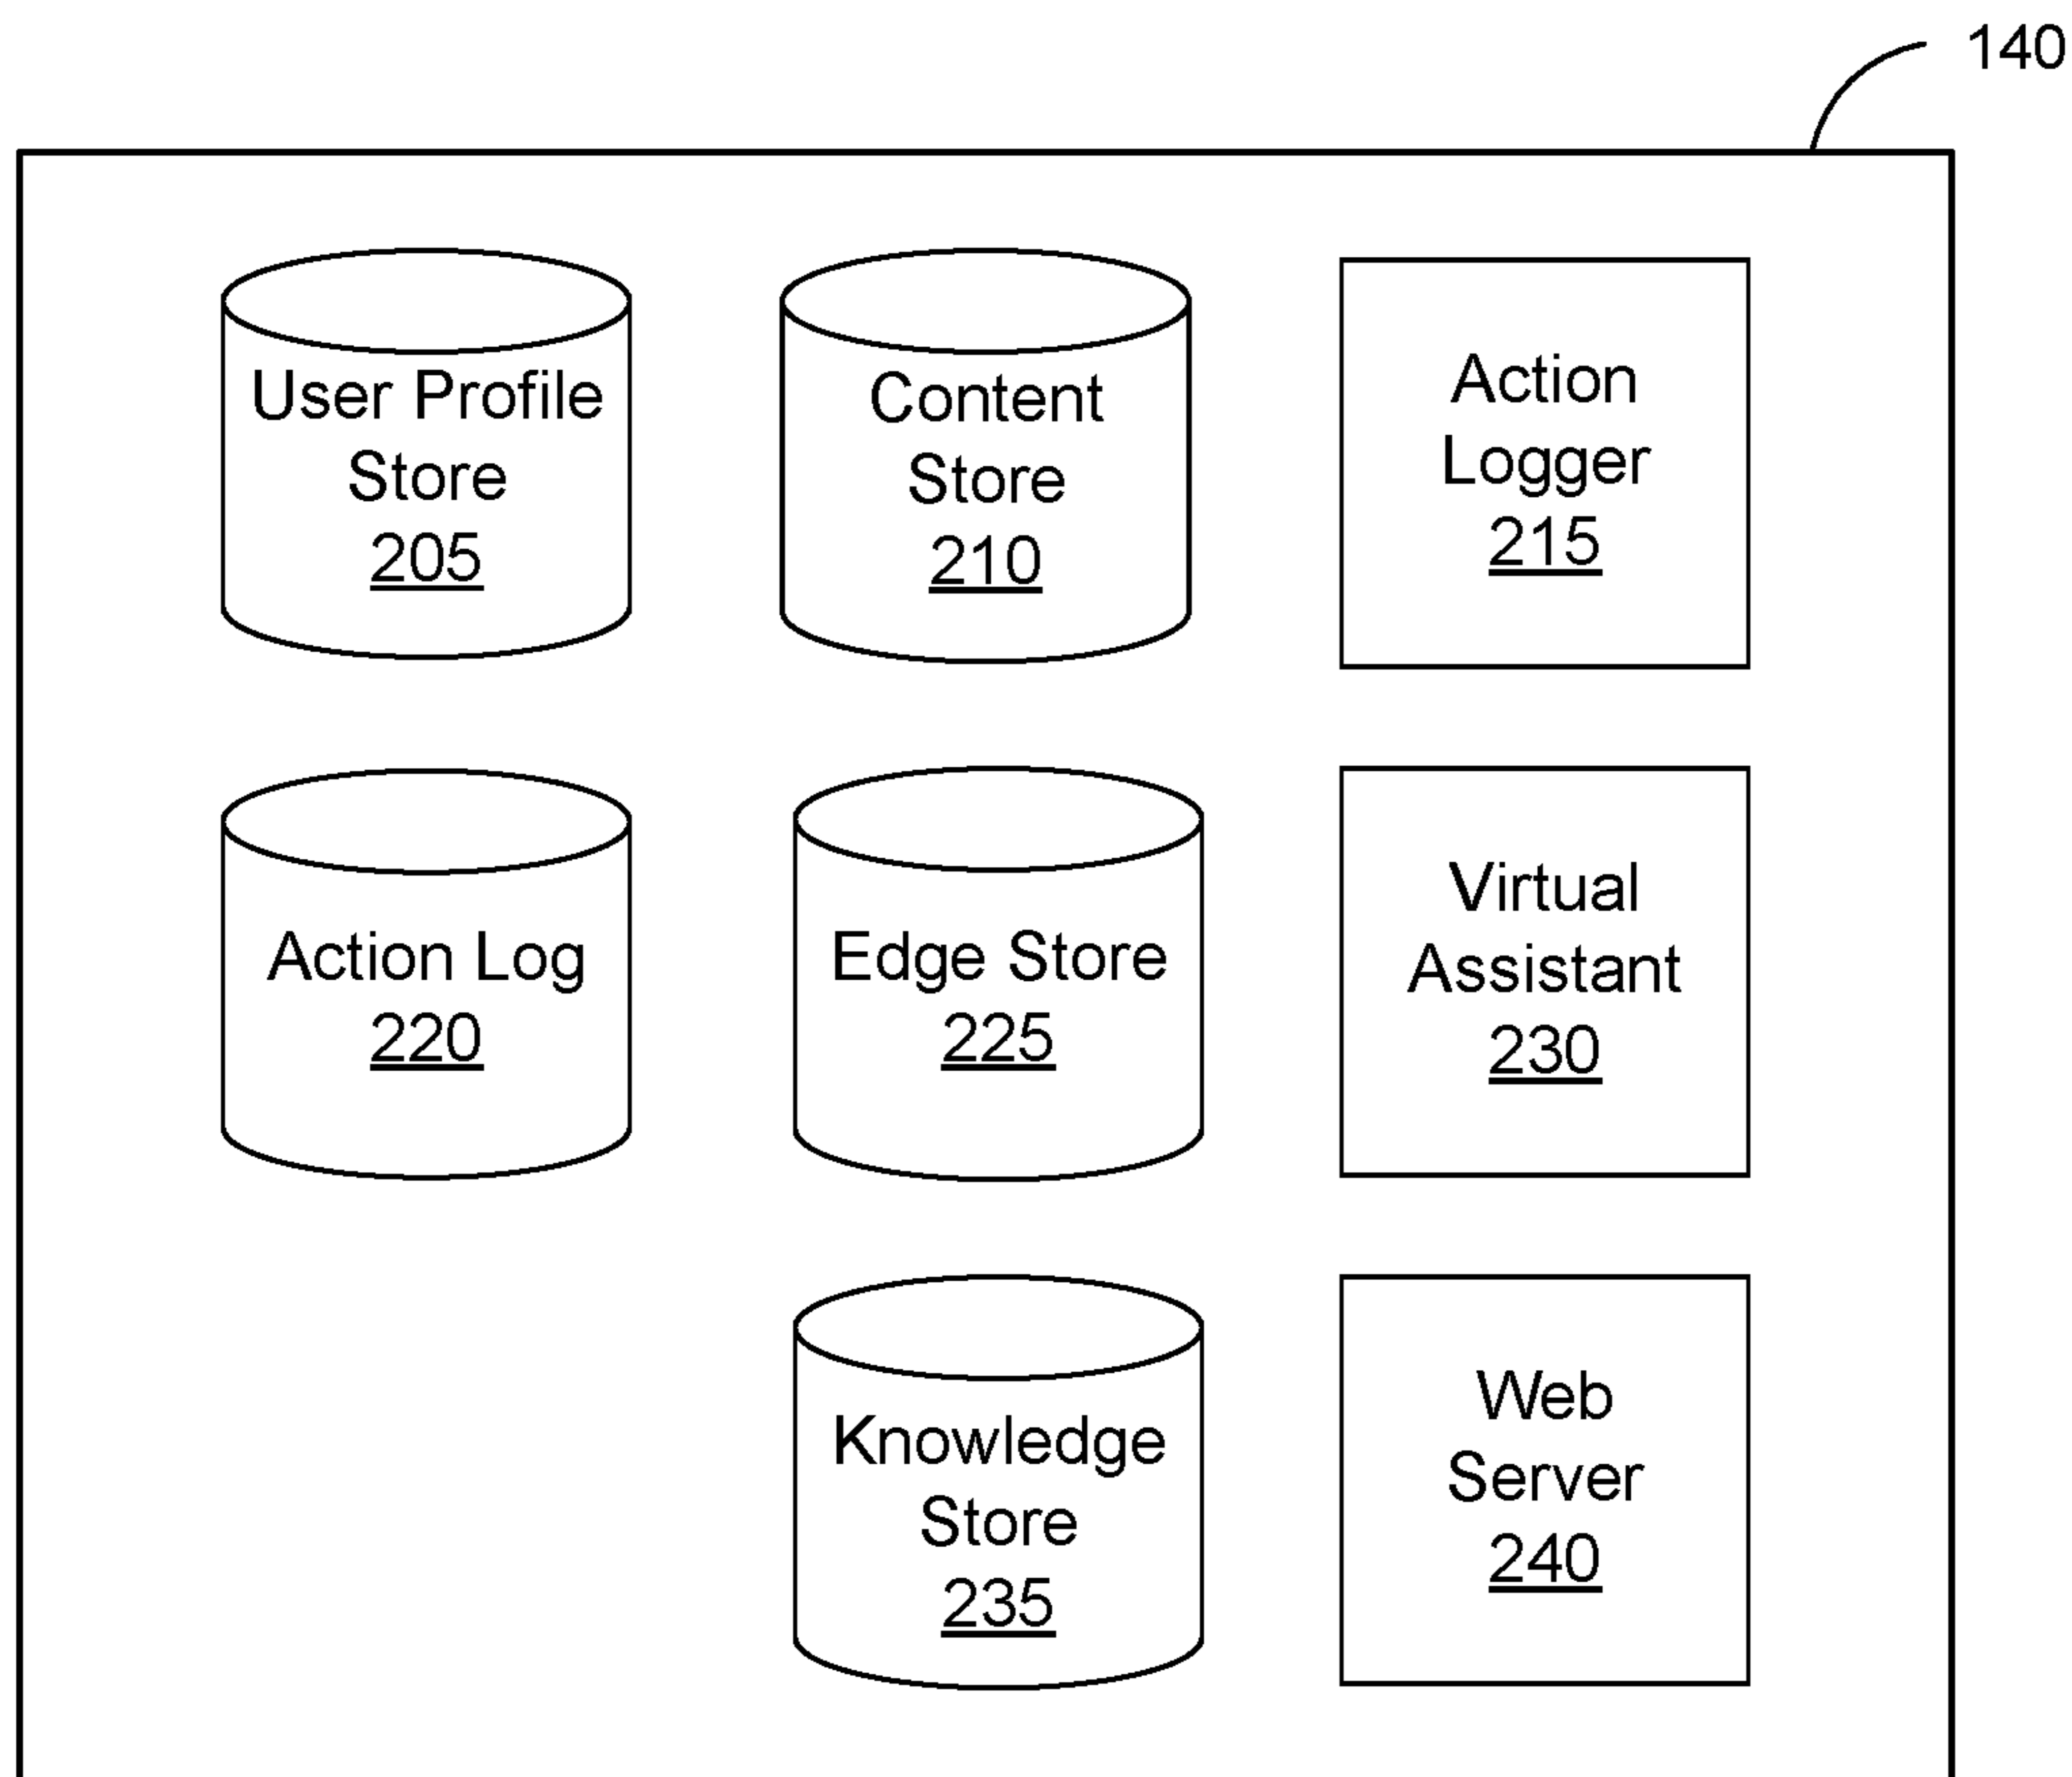 140
User Profile
Store
205
Content
Store
210
Action
Logger
215
Action Log
220
Edge Store
225
Virtual
Assistant
230
Knowledge
Store
235
Web
Server
240